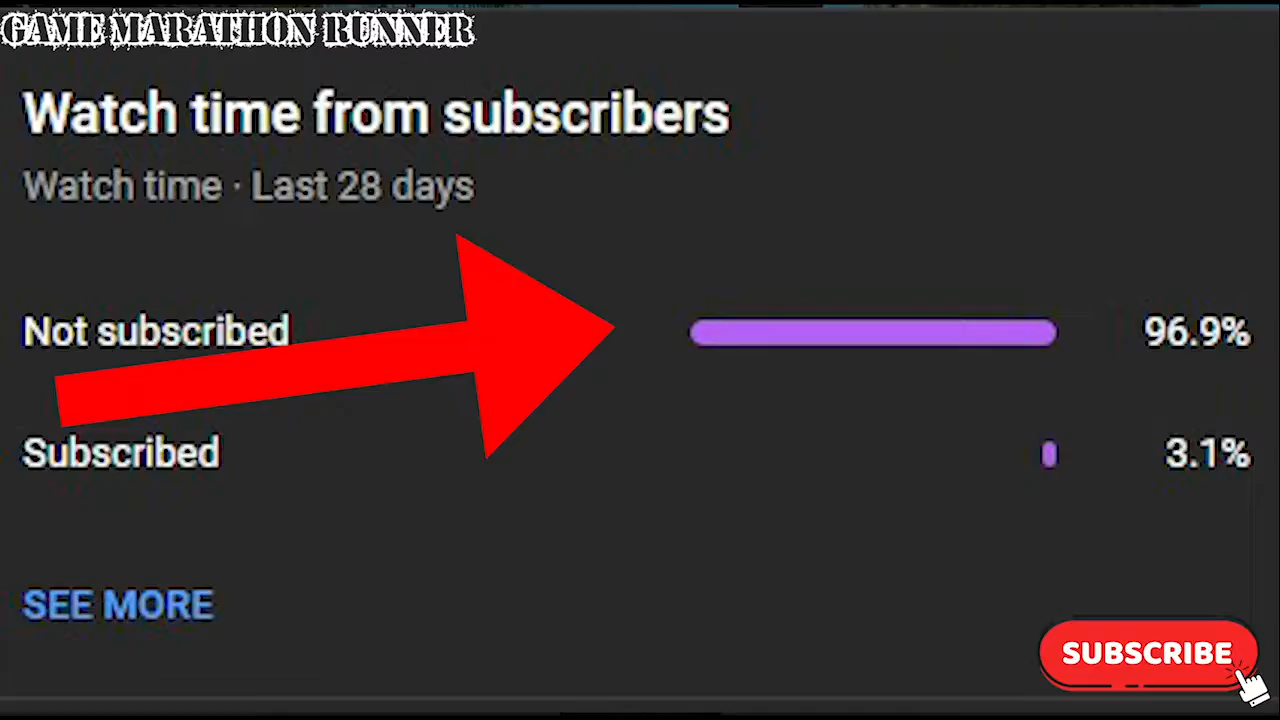 GAME MARATHON RUNNER
Watch time from subscribers
Watch time · Last 28 days
Not subscribed 96.9%
Subscribed 3.1%
SEE MORE
SUBSCRIBE